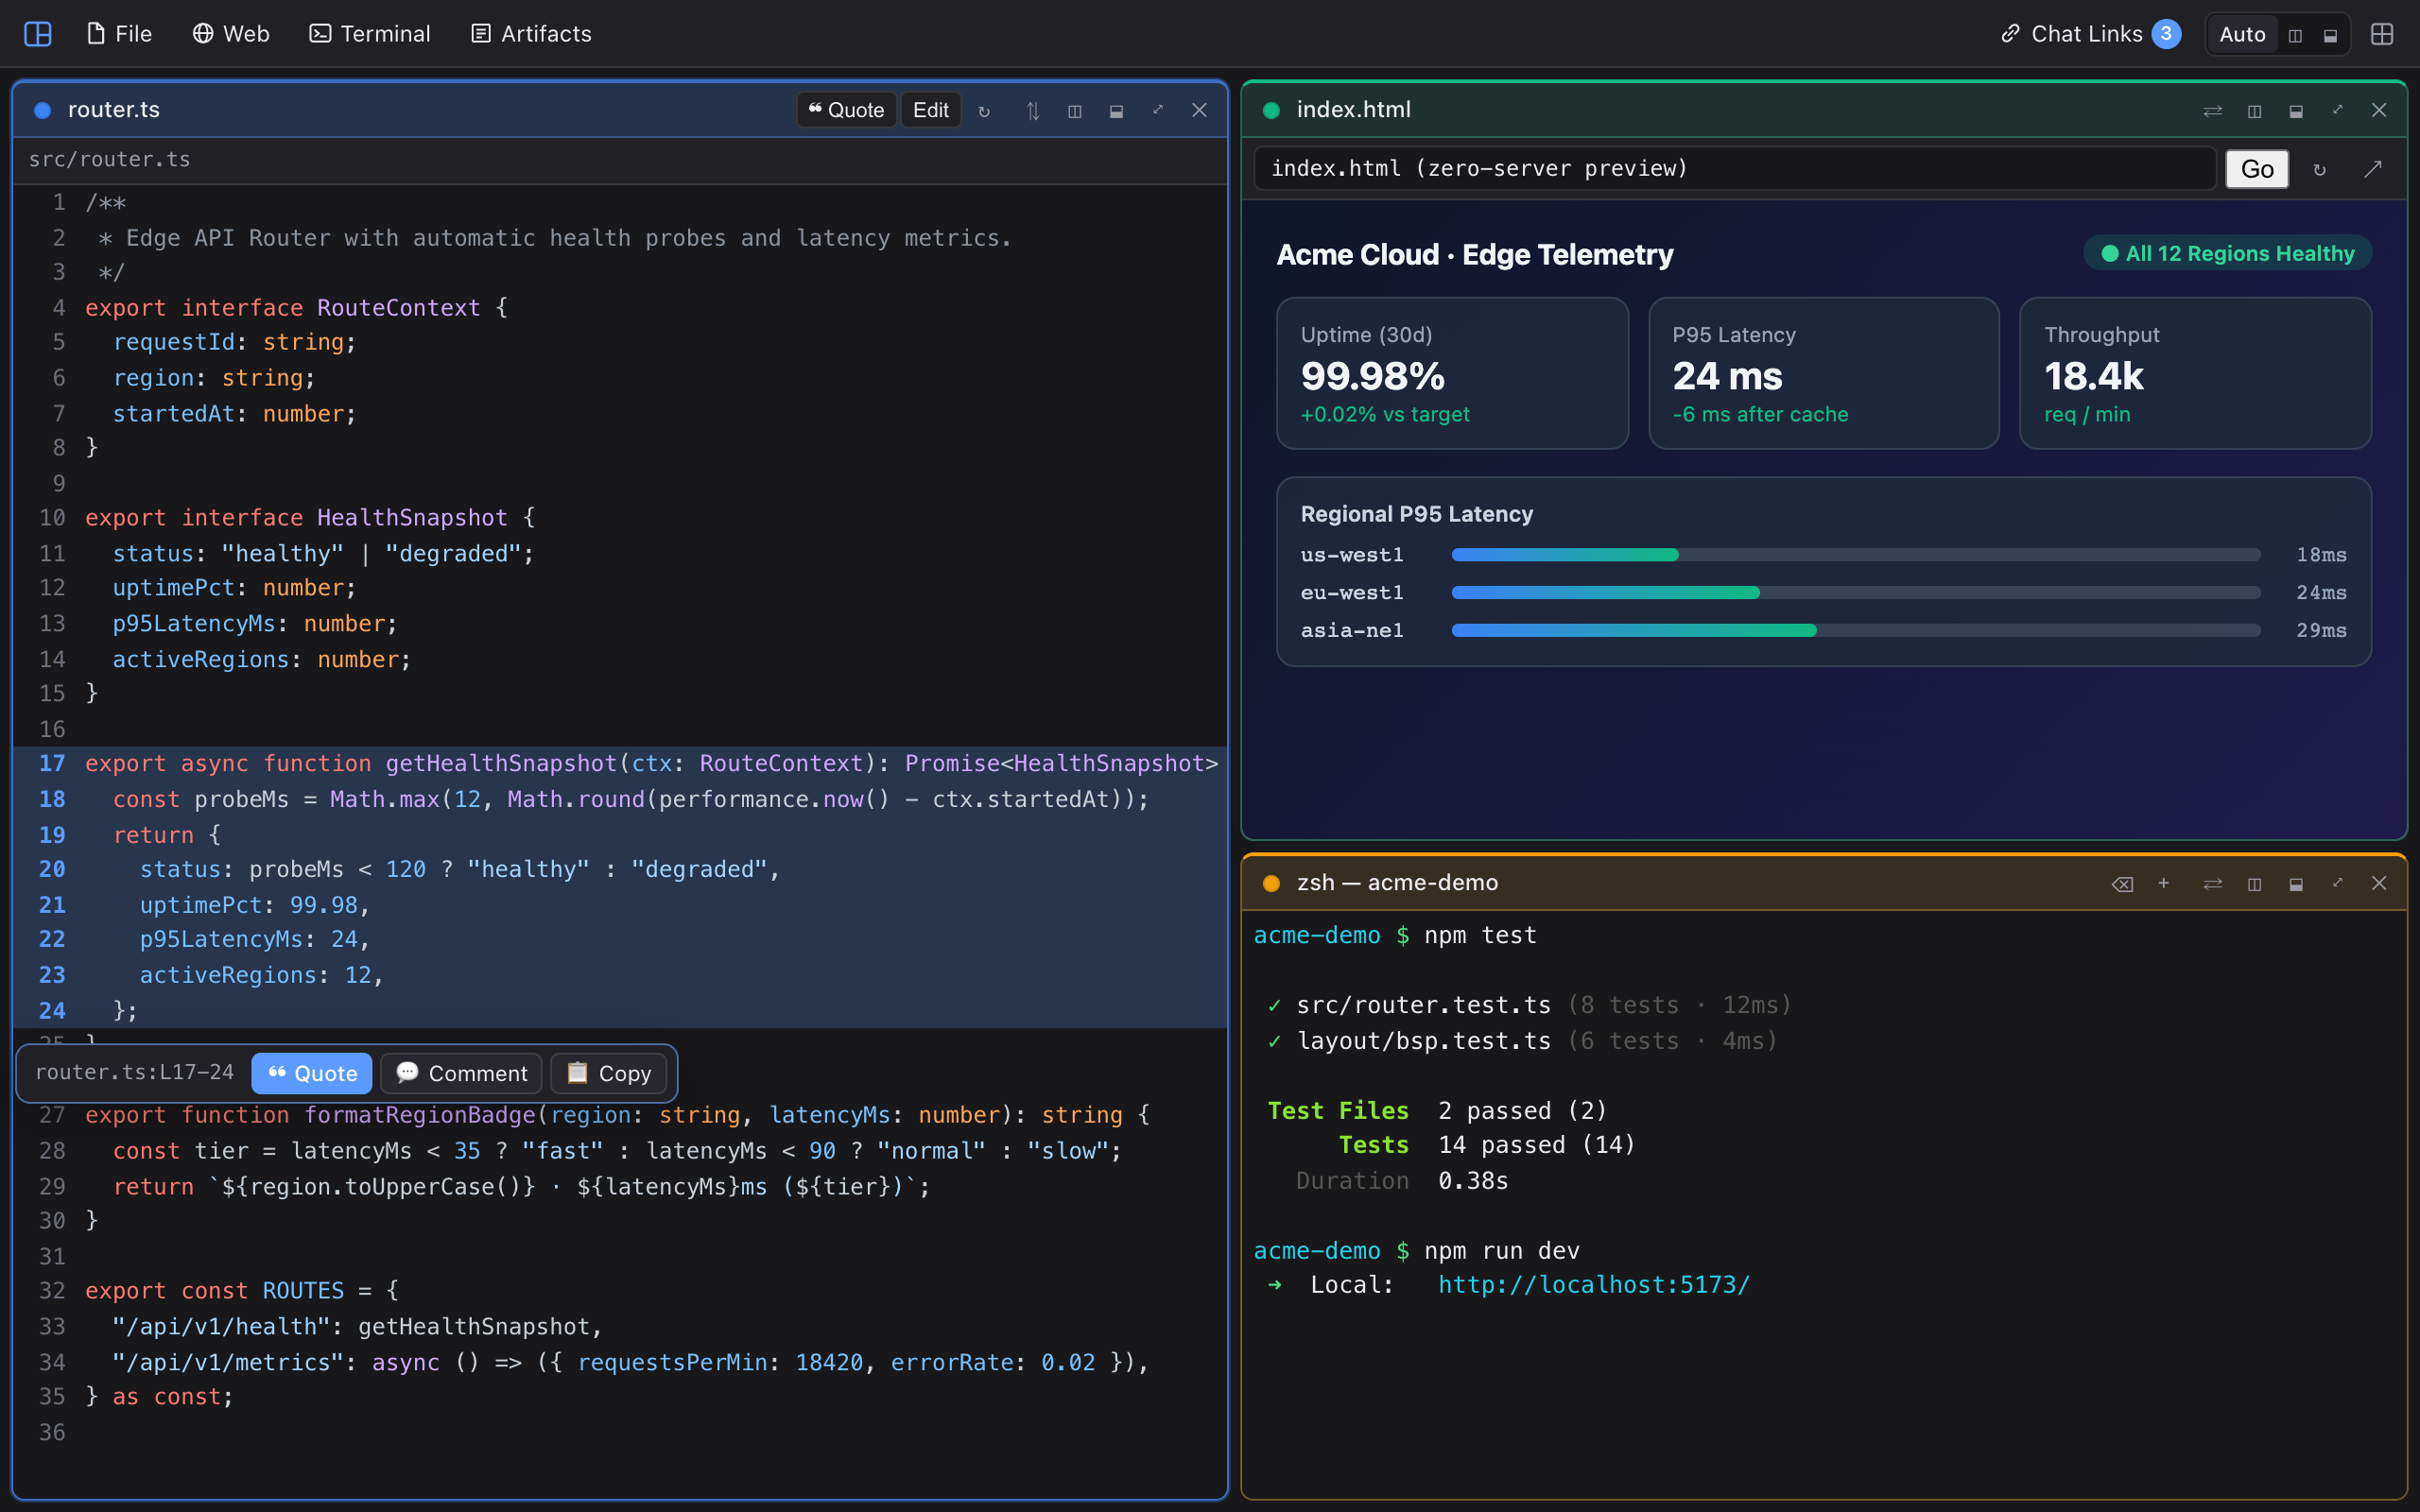 File Web Terminal Artifacts Chat Links 3 Auto
router.ts Quote Edit
src/router.ts
1 /**
2  * Edge API Router with automatic health probes and latency metrics.
3  */
4 export interface RouteContext {
5   requestId: string;
6   region: string;
7   startedAt: number;
8 }
9
10 export interface HealthSnapshot {
11   status: "healthy" | "degraded";
12   uptimePct: number;
13   p95LatencyMs: number;
14   activeRegions: number;
15 }
16
17 export async function getHealthSnapshot(ctx: RouteContext): Promise<HealthSnapshot>
18   const probeMs = Math.max(12, Math.round(performance.now() - ctx.startedAt));
19   return {
20     status: probeMs < 120 ? "healthy" : "degraded",
21     uptimePct: 99.98,
22     p95LatencyMs: 24,
23     activeRegions: 12,
24   };
25 }
router.ts:L17-24 ❝ Quote 💬 Comment 📋 Copy
27 export function formatRegionBadge(region: string, latencyMs: number): string {
28   const tier = latencyMs < 35 ? "fast" : latencyMs < 90 ? "normal" : "slow";
29   return `${region.toUpperCase()} · ${latencyMs}ms (${tier})`;
30 }
31
32 export const ROUTES = {
33   "/api/v1/health": getHealthSnapshot,
34   "/api/v1/metrics": async () => ({ requestsPerMin: 18420, errorRate: 0.02 }),
35 } as const;
36
index.html
index.html (zero-server preview) Go
Acme Cloud · Edge Telemetry
All 12 Regions Healthy
Uptime (30d)
99.98%
+0.02% vs target
P95 Latency
24 ms
-6 ms after cache
Throughput
18.4k
req / min
Regional P95 Latency
us-west1 18ms
eu-west1 24ms
asia-ne1 29ms
zsh — acme-demo
acme-demo $ npm test
✓ src/router.test.ts (8 tests · 12ms)
✓ layout/bsp.test.ts (6 tests · 4ms)
Test Files 2 passed (2)
Tests 14 passed (14)
Duration 0.38s
acme-demo $ npm run dev
➜ Local: http://localhost:5173/